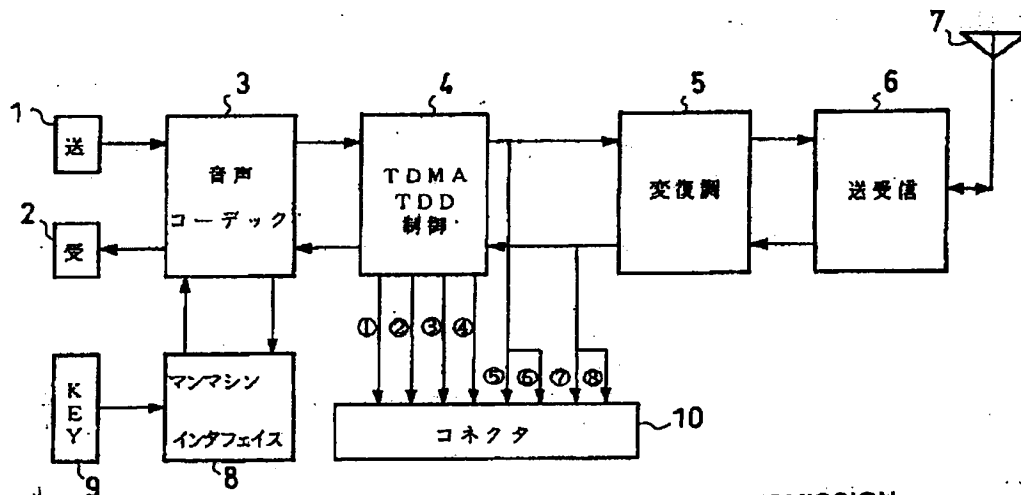 7
3
4
5
6
1
送
音声
コーデック
TDMA
TDD
制御
変復調
送受信
2
受
① ② ③ ④
⑤ ⑥ ⑦ ⑧
KEY
マンマシン
インタフェイス
コネクタ
10
9
8